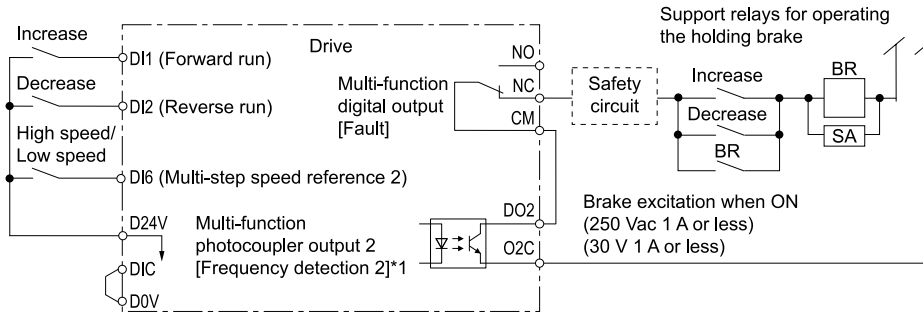 Support relays for operating
the holding brake
Increase
DI1 (Forward run)
Drive
NO
Decrease
DI2 (Reverse run)
Multi-function
digital output
[Fault]
NC
CM
Safety
circuit
Increase
Decrease
BR
BR
SA
High speed/
Low speed
DI6 (Multi-step speed reference 2)
D24V
Multi-function
photocoupler output 2
[Frequency detection 2]*1
DO2
O2C
Brake excitation when ON
(250 Vac 1 A or less)
(30 V 1 A or less)
DIC
D0V